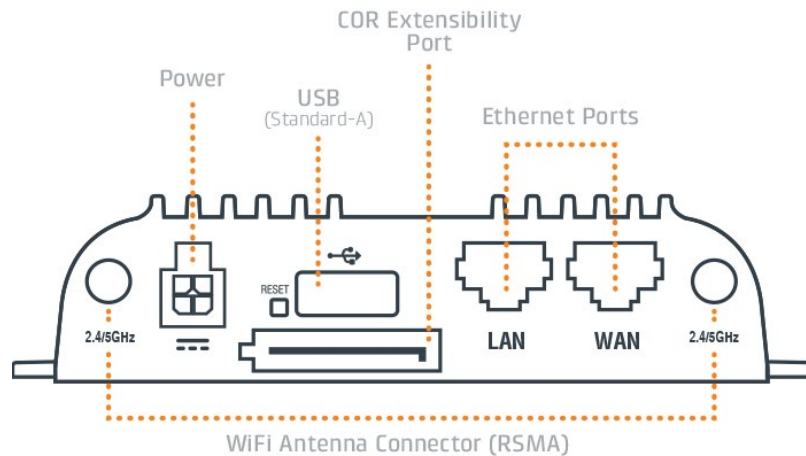 COR Extensibility
Port
Power
USB
(Standard-A)
Ethernet Ports
RESET
2.4/5GHz
LAN
WAN
2.4/5GHz
WiFi Antenna Connector (RSMA)